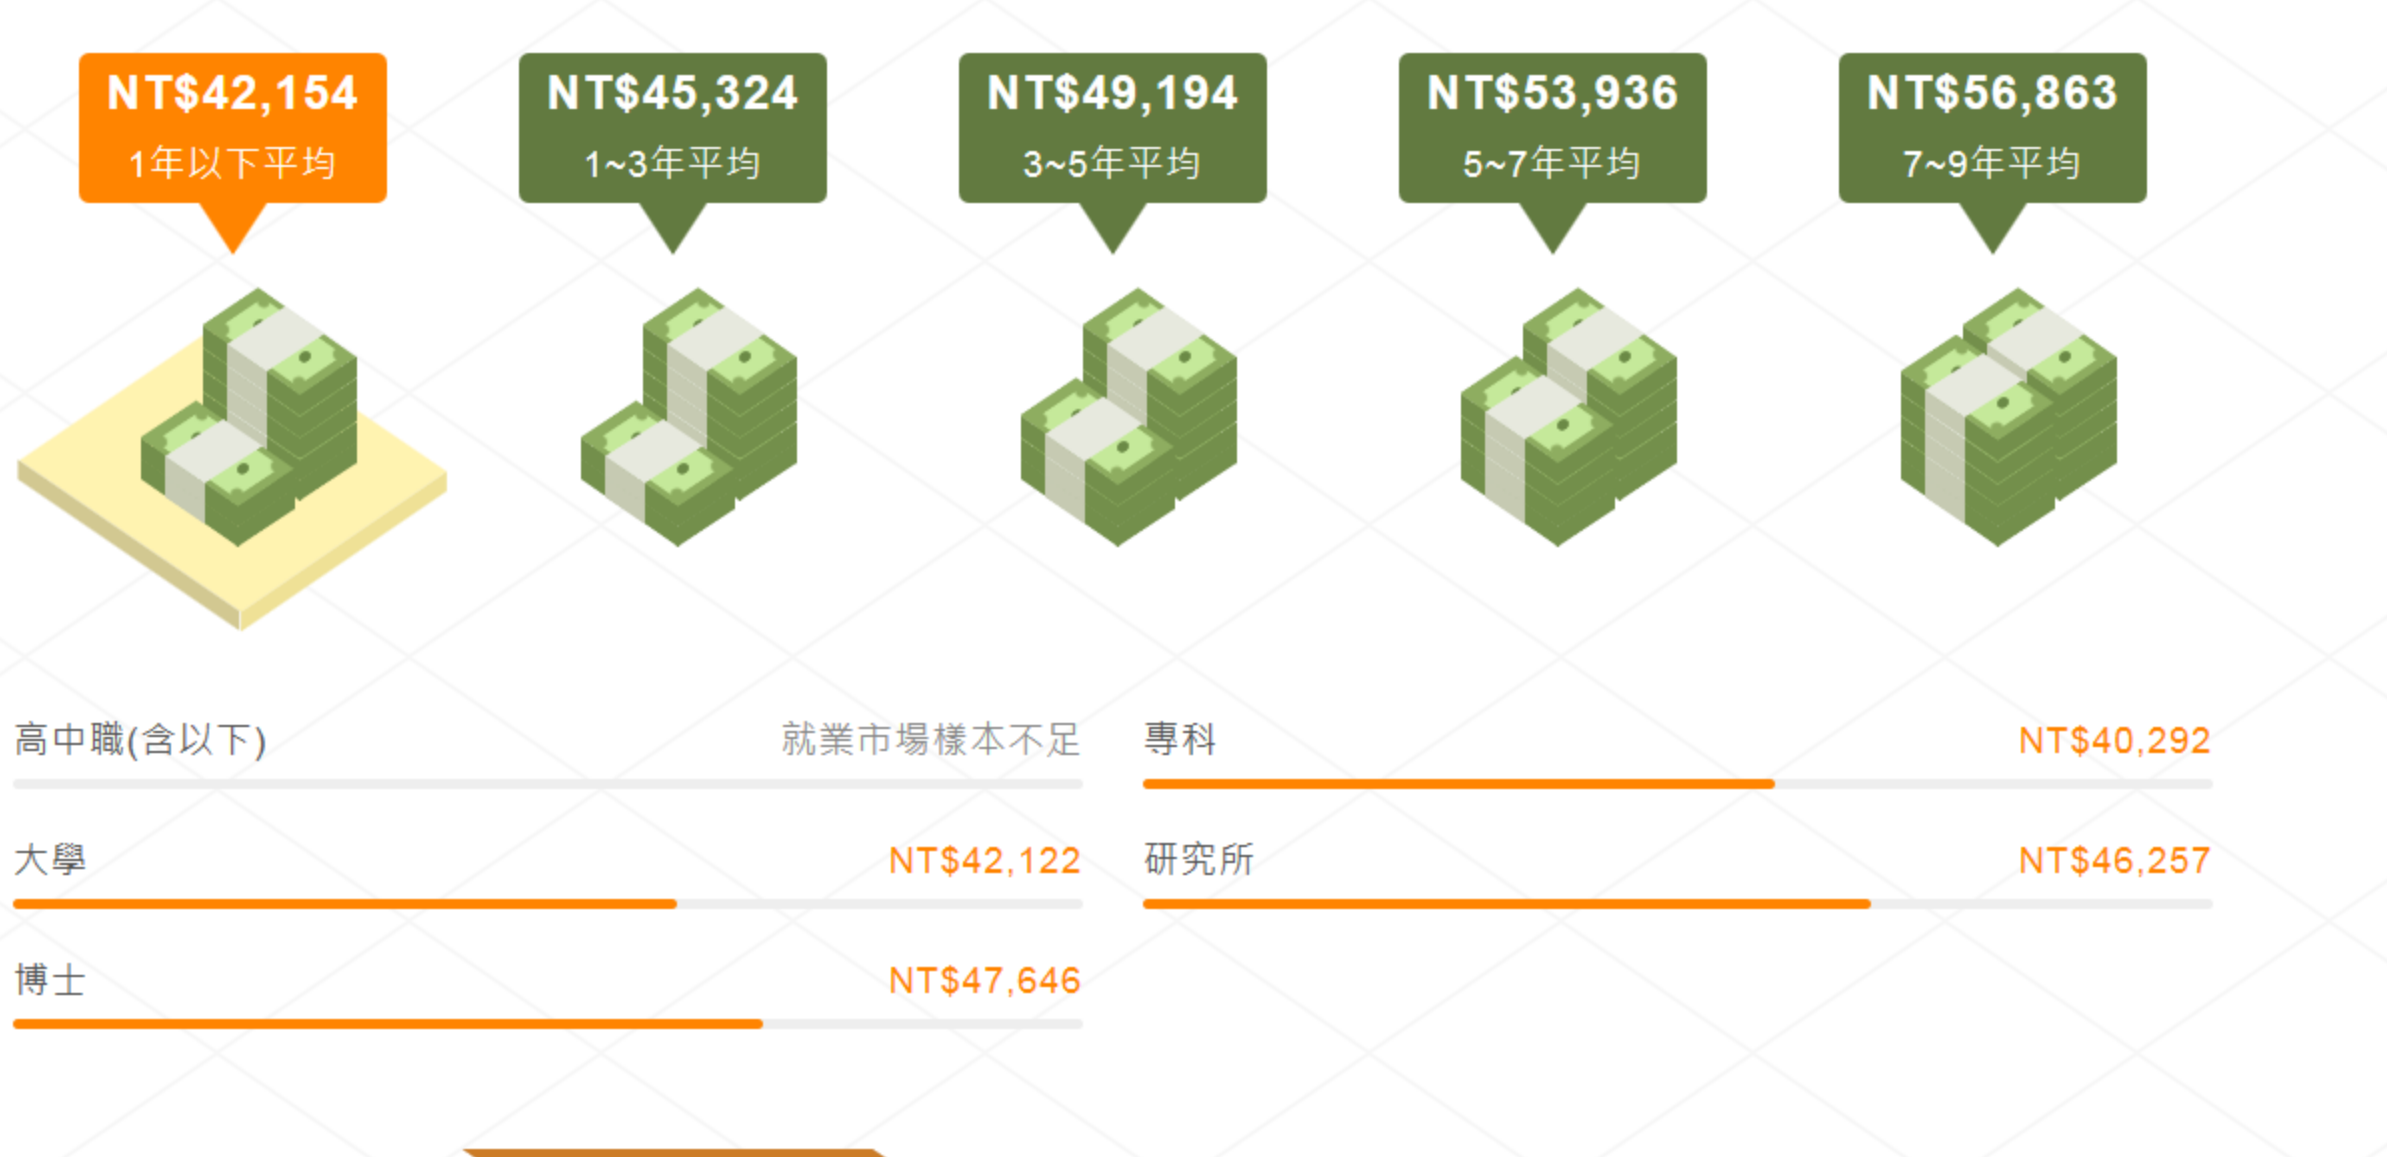 NT$42,154
1年以下平均
NT$45,324
1~3年平均
NT$49,194
3~5年平均
NT$53,936
5~7年平均
NT$56,863
7~9年平均
高中職(含以下)
就業市場樣本不足
專科
NT$40,292
大學
NT$42,122
研究所
NT$46,257
博士
NT$47,646